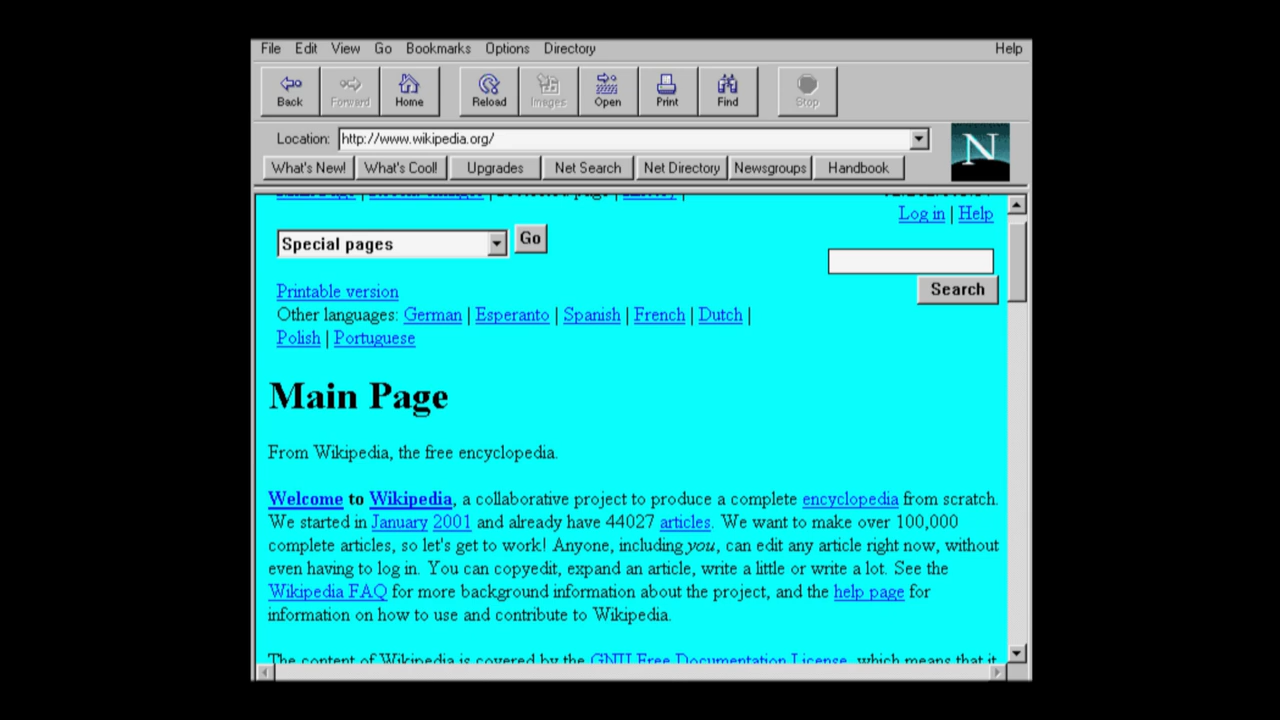 File Edit View Go Bookmarks Options Directory Help
Back Forward Home Reload Images Open Print Find Stop
Location: http://www.wikipedia.org/
N
What's New! What's Cool! Upgrades Net Search Net Directory Newsgroups Handbook
Log in | Help
Special pages Go
Search
Printable version
Other languages: German | Esperanto | Spanish | French | Dutch |
Polish | Portuguese
Main Page
From Wikipedia, the free encyclopedia.
Welcome to Wikipedia, a collaborative project to produce a complete encyclopedia from scratch.
We started in January 2001 and already have 44027 articles. We want to make over 100,000
complete articles, so let's get to work! Anyone, including you, can edit any article right now, without
even having to log in. You can copyedit, expand an article, write a little or write a lot. See the
Wikipedia FAQ for more background information about the project, and the help page for
information on how to use and contribute to Wikipedia.
The content of Wikipedia is covered by the GNU Free Documentation License, which means that it